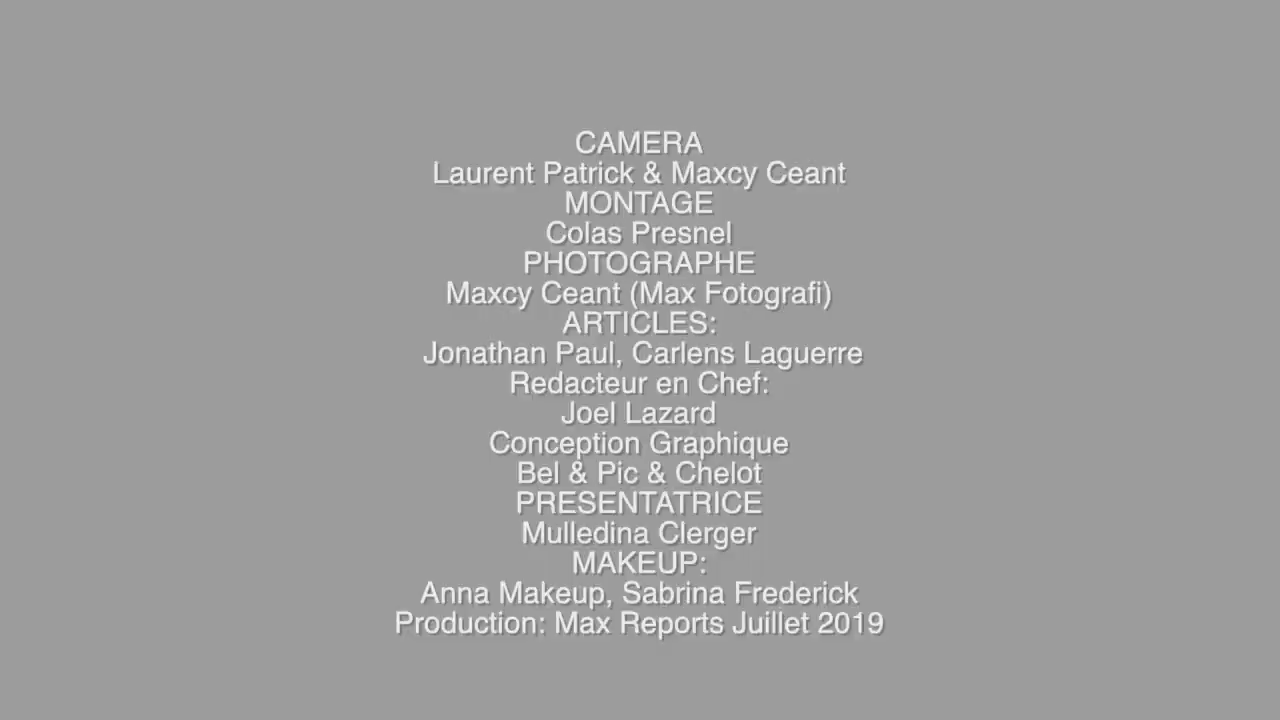 CAMERA
Laurent Patrick & Maxcy Ceant
MONTAGE
Colas Presnel
PHOTOGRAPHE
Maxcy Ceant (Max Fotografi)
ARTICLES:
Jonathan Paul, Carlens Laguerre
Redacteur en Chef:
Joel Lazard
Conception Graphique
Bel & Pic & Chelot
PRESENTATRICE
Mulledina Clerger
MAKEUP:
Anna Makeup, Sabrina Frederick
Production: Max Reports Juillet 2019